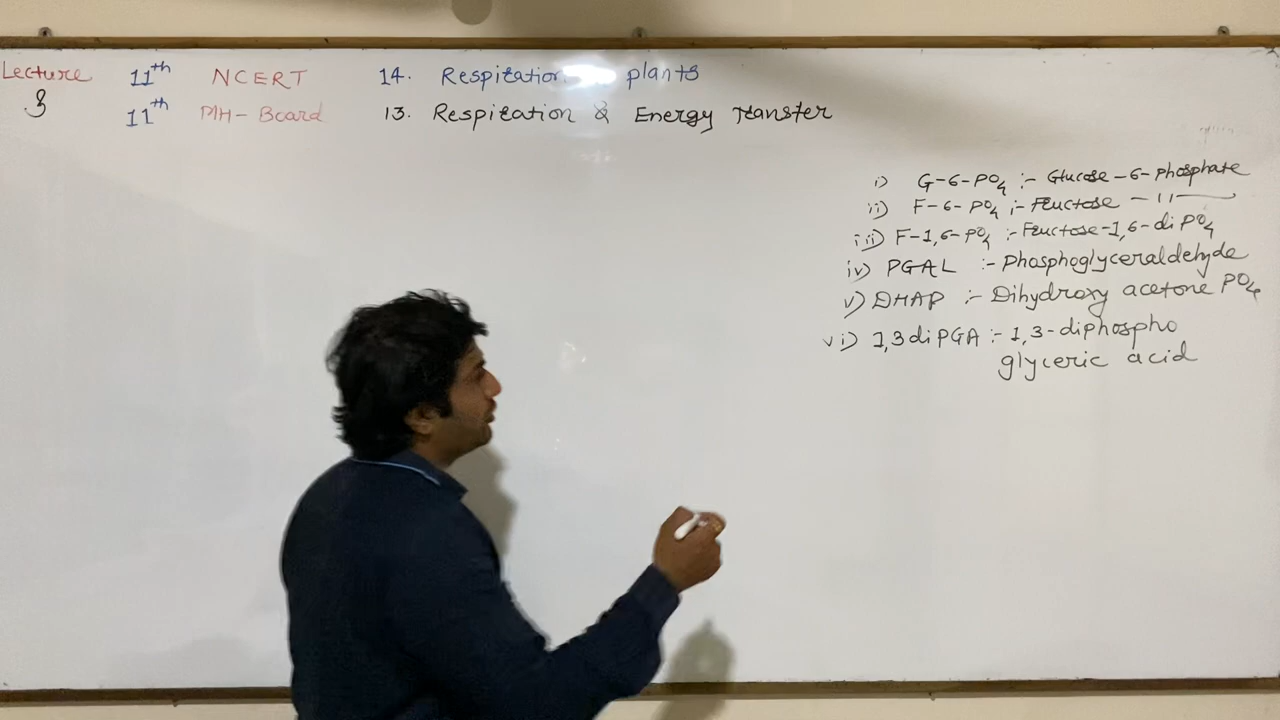 Lecture 11th NCERT 14. Respiration plants
11th MH-Board 13. Respiration & Energy Transfer
i) G-6-PO4 :- Glucose-6-phosphate
ii) F-6-PO4 :- Fructose - 11 —
iii) F-1,6-PO4 :- Fructose-1,6-di PO4
iv) PGAL :- Phosphoglyceraldehyde
v) DHAP :- Dihydroxy acetone PO4
vi) 1,3 di PGA :- 1,3-diphospho
glyceric acid